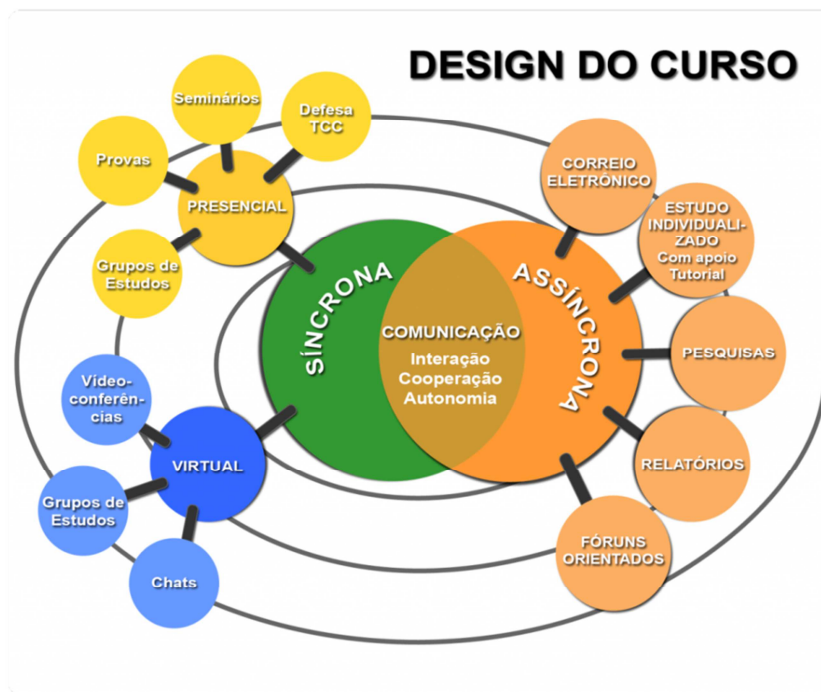 DESIGN DO CURSO
Seminários
Defesa
TCC
Provas
PRESENCIAL
Grupos de
Estudos
SÍNCRONA
Vídeo-
conferên-
cias
VIRTUAL
Grupos de
Estudos
Chats
COMUNICAÇÃO
Interação
Cooperação
Autonomia
ASSÍNCRONA
CORREIO
ELETRÔNICO
ESTUDO
INDIVIDUALI-
ZADO
Com apoio
Tutorial
PESQUISAS
RELATÓRIOS
FÓRUNS
ORIENTADOS